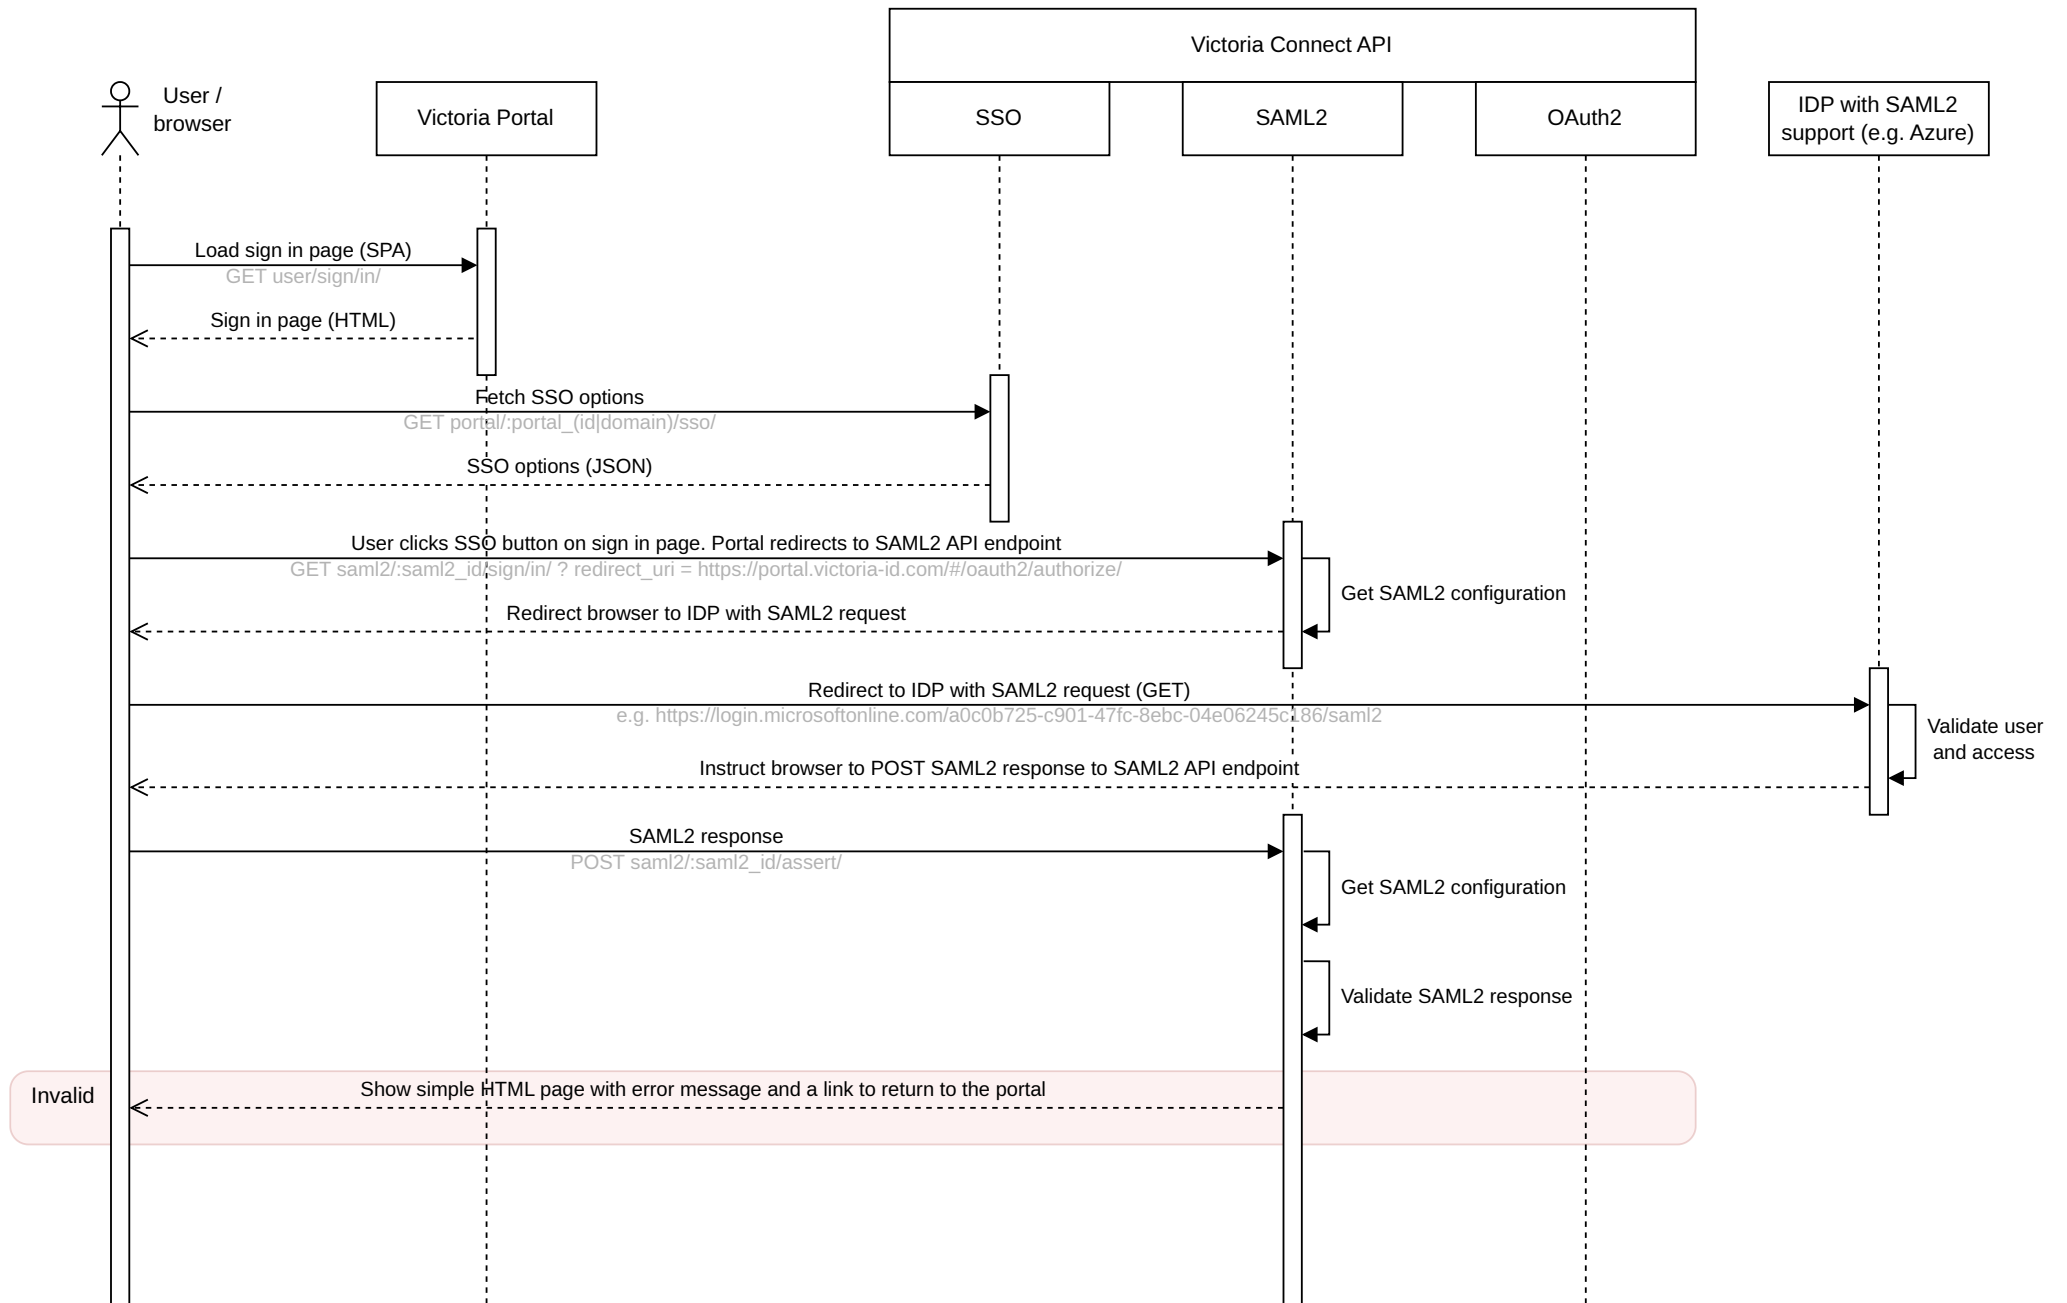 Victoria Connect API
User /
browser
Victoria Portal
SSO
SAML2
OAuth2
IDP with SAML2
support (e.g. Azure)
Load sign in page (SPA)
GET user/sign/in/
Sign in page (HTML)
Fetch SSO options
GET portal/:portal_(id|domain)/sso/
SSO options (JSON)
User clicks SSO button on sign in page. Portal redirects to SAML2 API endpoint
GET saml2/:saml2_id/sign/in/ ? redirect_uri = https://portal.victoria-id.com/#/oauth2/authorize/
Get SAML2 configuration
Redirect browser to IDP with SAML2 request
Redirect to IDP with SAML2 request (GET)
e.g. https://login.microsoftonline.com/a0c0b725-c901-47fc-8ebc-04e06245c186/saml2
Validate user
and access
Instruct browser to POST SAML2 response to SAML2 API endpoint
SAML2 response
POST saml2/:saml2_id/assert/
Get SAML2 configuration
Validate SAML2 response
Invalid
Show simple HTML page with error message and a link to return to the portal